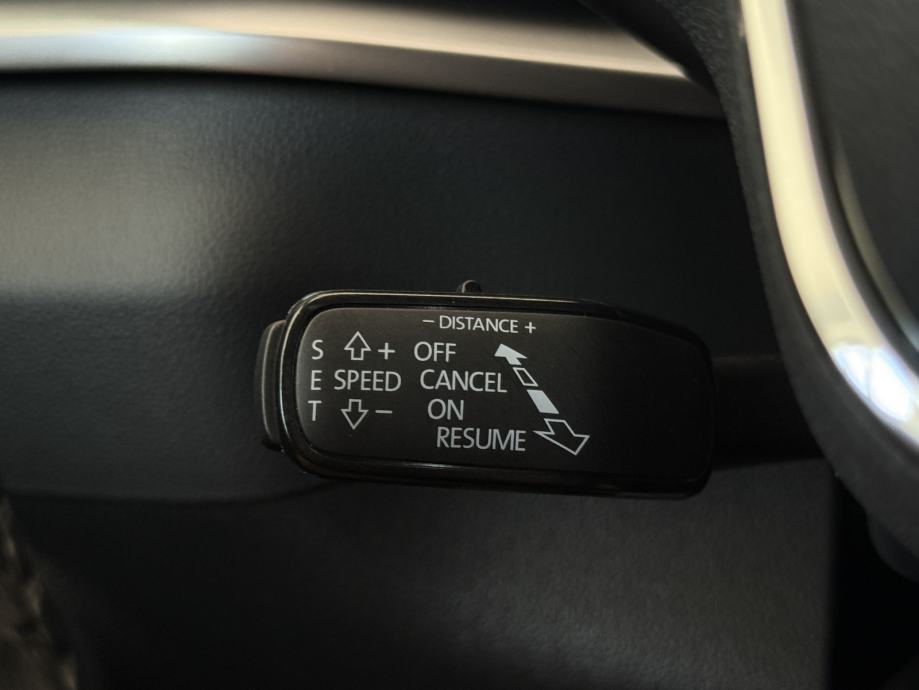 − DISTANCE +
S + OFF
E SPEED CANCEL
T − ON
RESUME